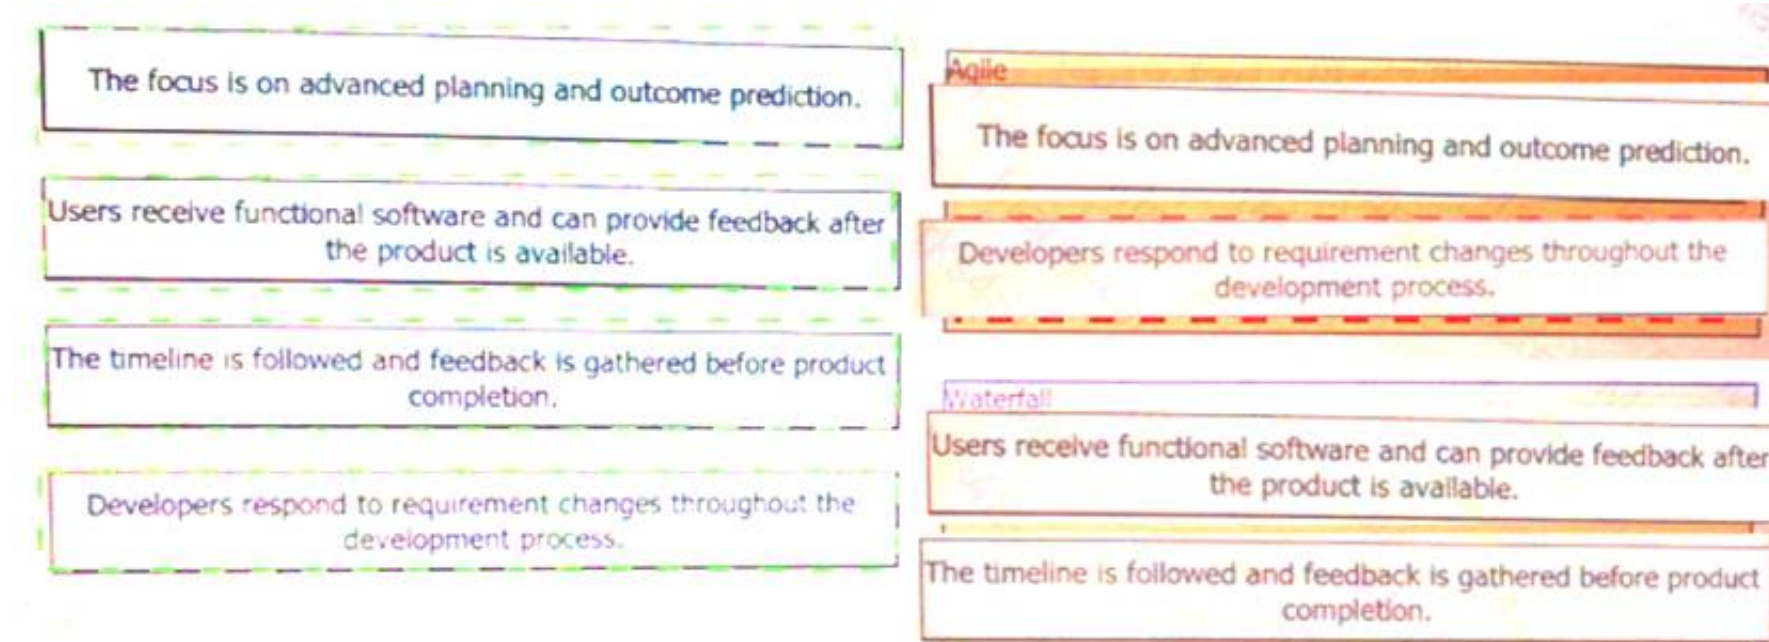 The focus is on advanced planning and outcome prediction.
Users receive functional software and can provide feedback after
the product is available.
The timeline is followed and feedback is gathered before product
completion.
Developers respond to requirement changes throughout the
development process.
Agile
The focus is on advanced planning and outcome prediction.
Developers respond to requirement changes throughout the
development process.
Waterfall
Users receive functional software and can provide feedback after
the product is available.
The timeline is followed and feedback is gathered before product
completion.